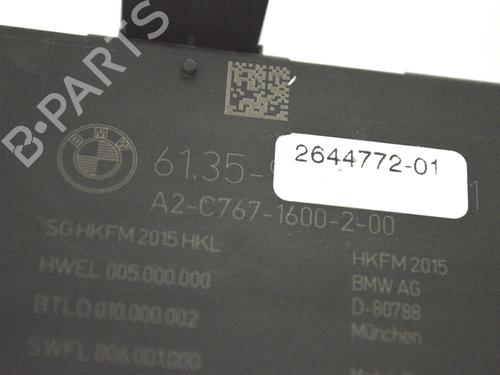 B-PARTS
BMW
61.35-
2644772-01
A2-C767-1600-2-00
SG HKFM 2015 HKL
HWEL 005.000.000
BTLD 010.000.002
SWFL 006.001.000
HKFM 2015
BMW AG
D-80788
München